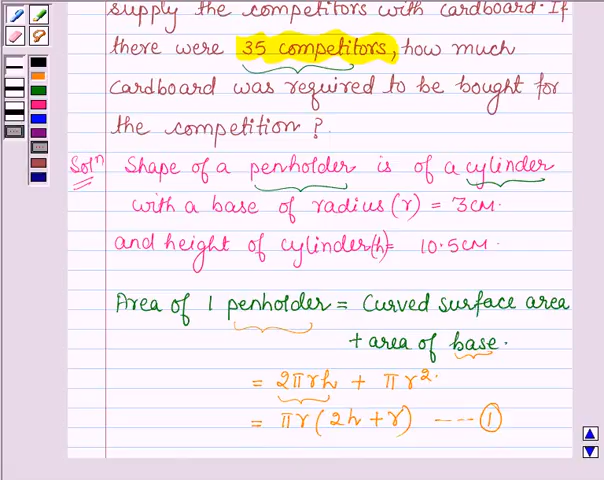 supply the competitors with cardboard. If
there were 35 competitors, how much
cardboard was required to be bought for
the competition?
Solⁿ Shape of a penholder is of a cylinder
with a base of radius (r) = 3cm.
and height of cylinder(h)= 10.5cm.
Area of 1 penholder = Curved surface area
+ area of base.
= 2πrh + πr².
= πr(2h+r) ---- ①